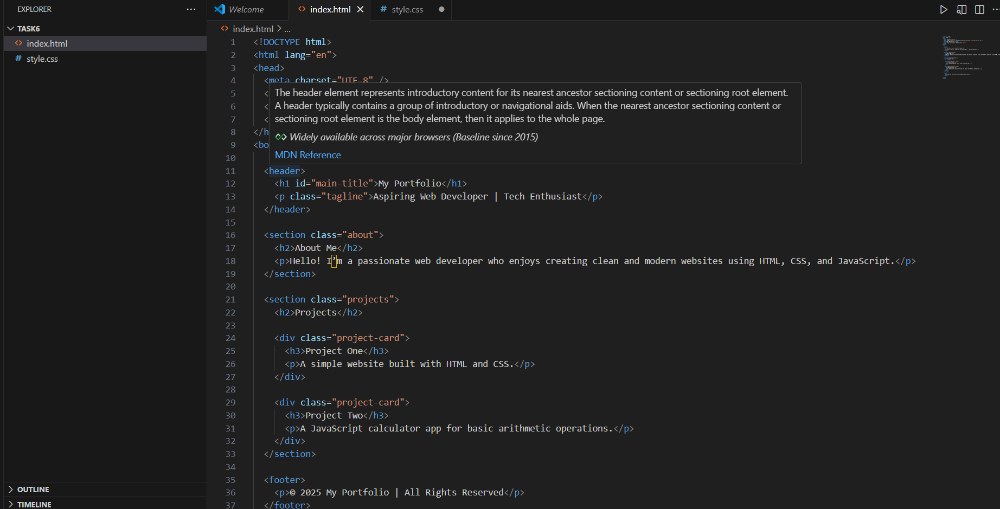 EXPLORER
TASK6
index.html
style.css
OUTLINE
TIMELINE
Welcome
index.html
style.css
index.html > ...
1 <!DOCTYPE html>
2 <html lang="en">
3 <head>
4 <meta charset="UTF-8" />
5 <
6 <
7 <
8 </h
9 <bo
The header element represents introductory content for its nearest ancestor sectioning content or sectioning root element.
A header typically contains a group of introductory or navigational aids. When the nearest ancestor sectioning content or
sectioning root element is the body element, then it applies to the whole page.
Widely available across major browsers (Baseline since 2015)
MDN Reference
10
11 <header>
12 <h1 id="main-title">My Portfolio</h1>
13 <p class="tagline">Aspiring Web Developer | Tech Enthusiast</p>
14 </header>
15
16 <section class="about">
17 <h2>About Me</h2>
18 <p>Hello! I’m a passionate web developer who enjoys creating clean and modern websites using HTML, CSS, and JavaScript.</p>
19 </section>
20
21 <section class="projects">
22 <h2>Projects</h2>
23
24 <div class="project-card">
25 <h3>Project One</h3>
26 <p>A simple website built with HTML and CSS.</p>
27 </div>
28
29 <div class="project-card">
30 <h3>Project Two</h3>
31 <p>A JavaScript calculator app for basic arithmetic operations.</p>
32 </div>
33 </section>
34
35 <footer>
36 <p>© 2025 My Portfolio | All Rights Reserved</p>
37 </footer>